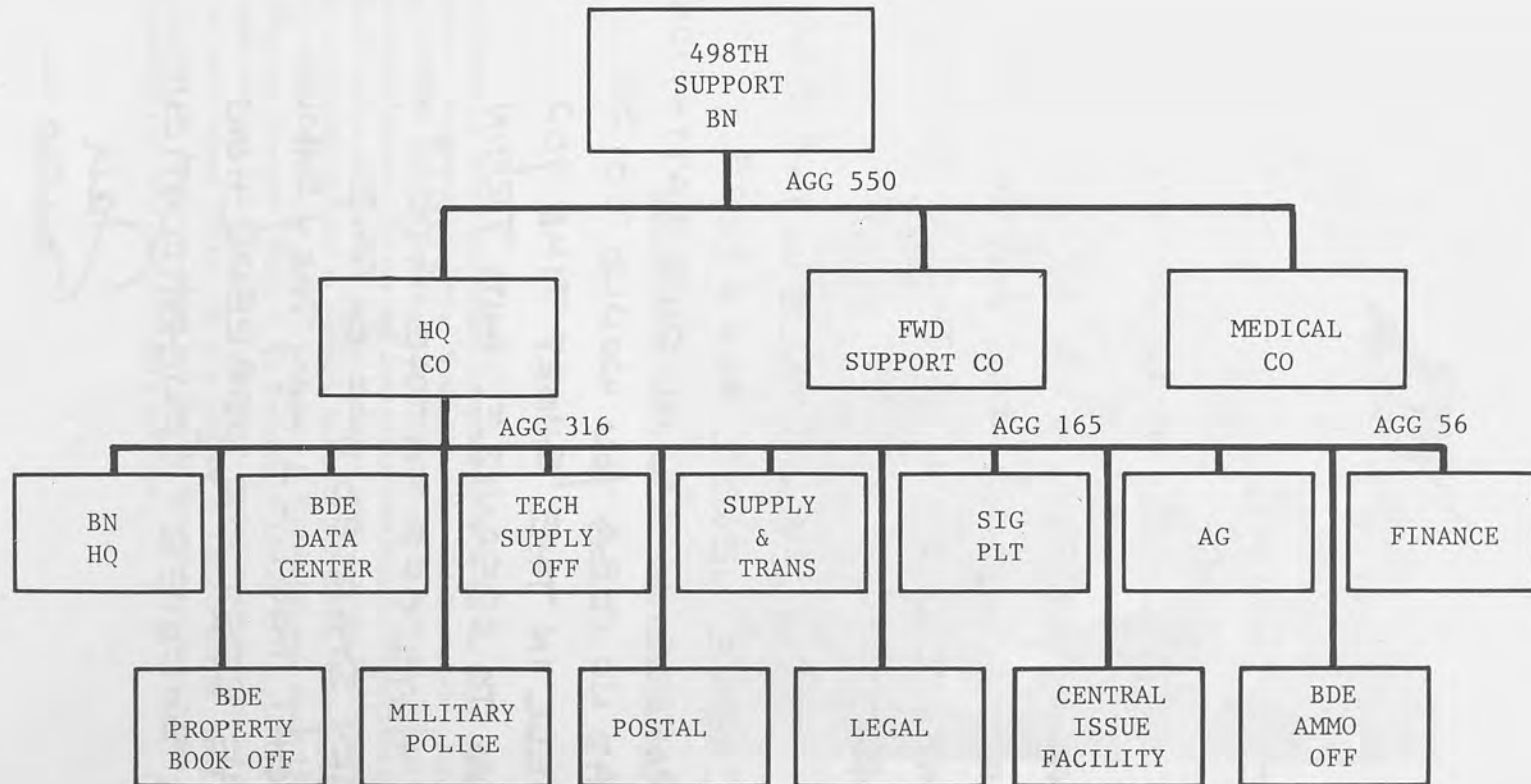 498TH
SUPPORT
BN
AGG 550
HQ
CO
FWD
SUPPORT CO
MEDICAL
CO
AGG 316
AGG 165
AGG 56
BN
HQ
BDE
DATA
CENTER
TECH
SUPPLY
OFF
SUPPLY
&
TRANS
SIG
PLT
AG
FINANCE
BDE
PROPERTY
BOOK OFF
MILITARY
POLICE
POSTAL
LEGAL
CENTRAL
ISSUE
FACILITY
BDE
AMMO
OFF